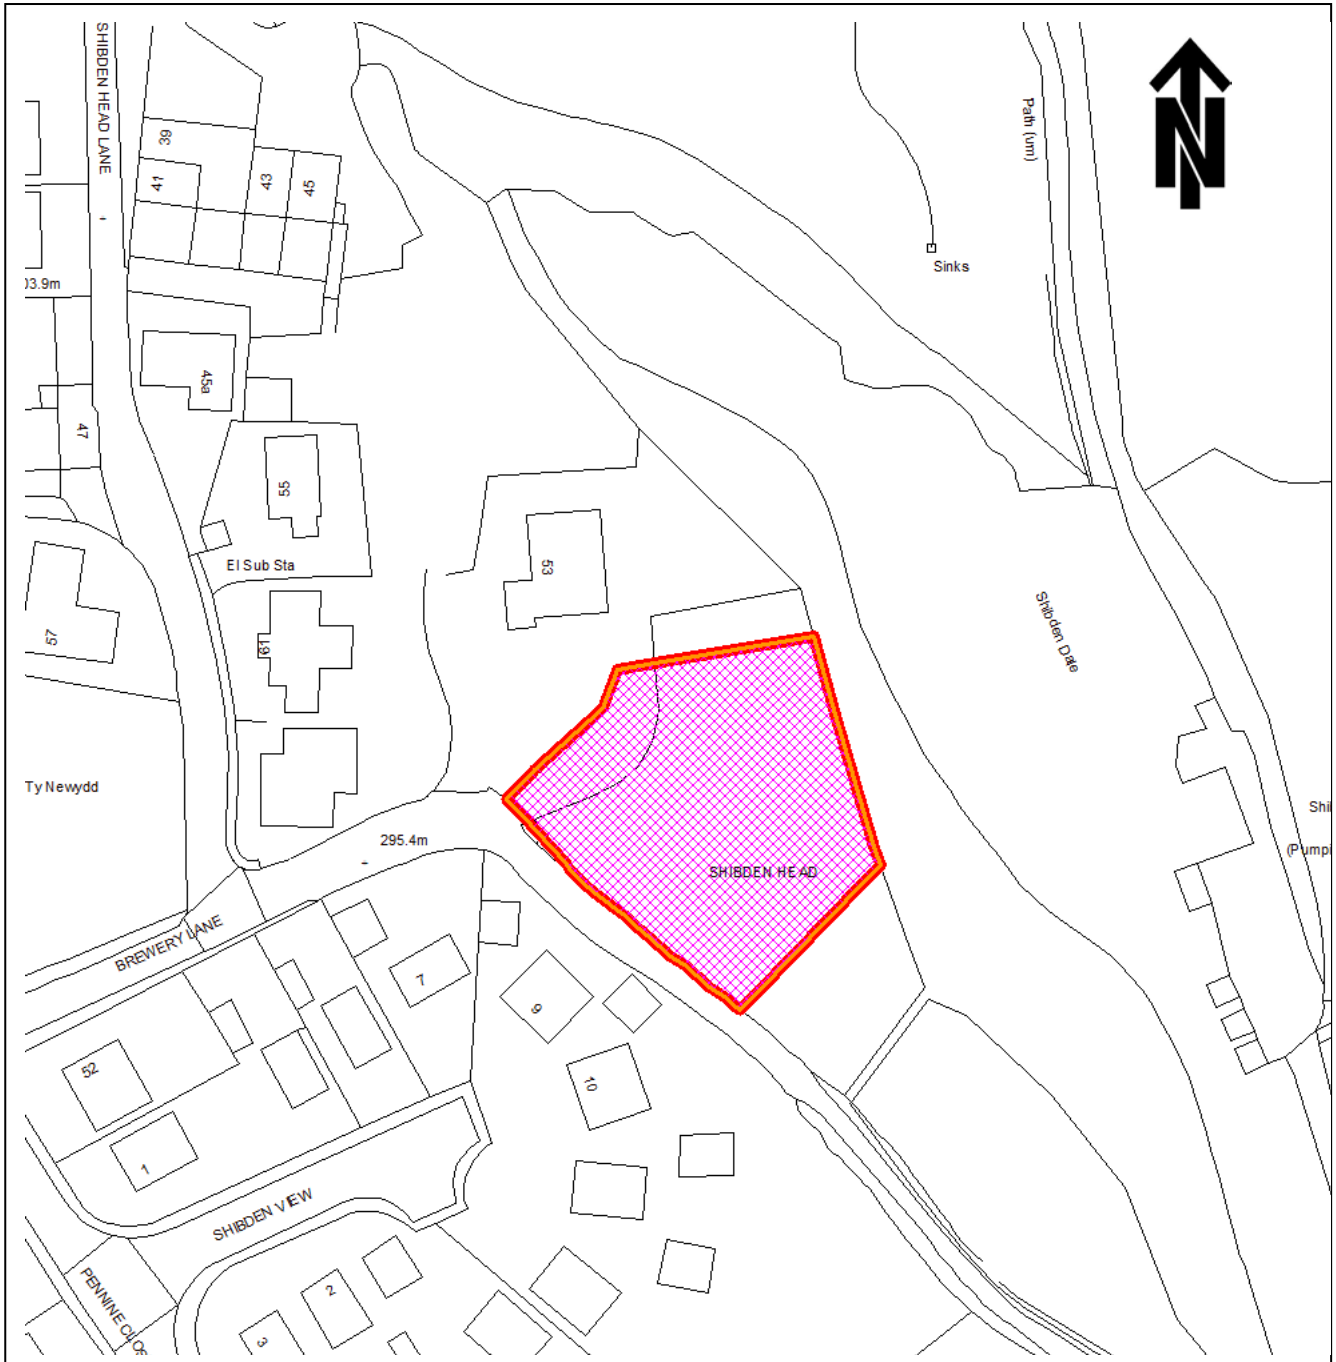 SHIBDEN HEAD LANE
N
Path (um)
39
41
43
45
Sinks
03.9m
45a
47
55
El Sub Sta
53
57
61
Shibden Dale
Ty Newydd
295.4m
SHIBDEN HEAD
Shi
(Pumpi
BREWERY LANE
7
9
52
10
1
SHIBDEN VIEW
PENNINE CLOS
2
3